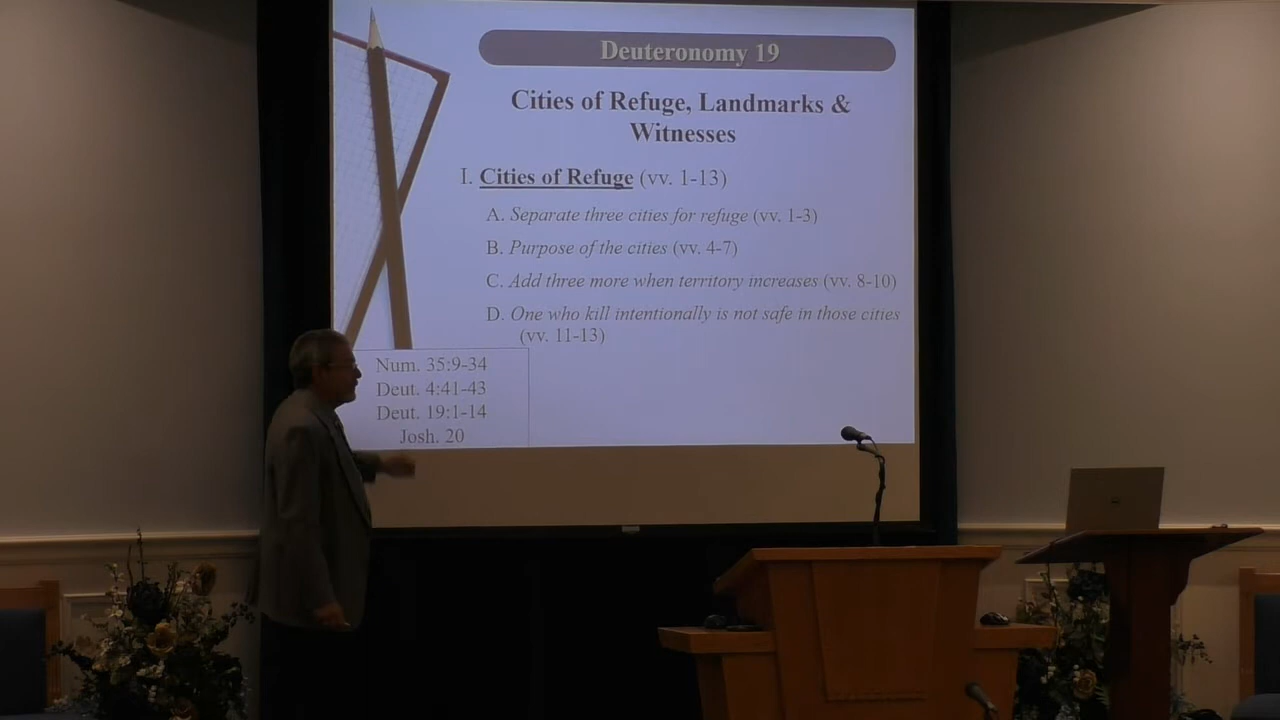 Deuteronomy 19
Cities of Refuge, Landmarks &
Witnesses
I. Cities of Refuge (vv. 1-13)
A. Separate three cities for refuge (vv. 1-3)
B. Purpose of the cities (vv. 4-7)
C. Add three more when territory increases (vv. 8-10)
D. One who kill intentionally is not safe in those cities
(vv. 11-13)
Num. 35:9-34
Deut. 4:41-43
Deut. 19:1-14
Josh. 20